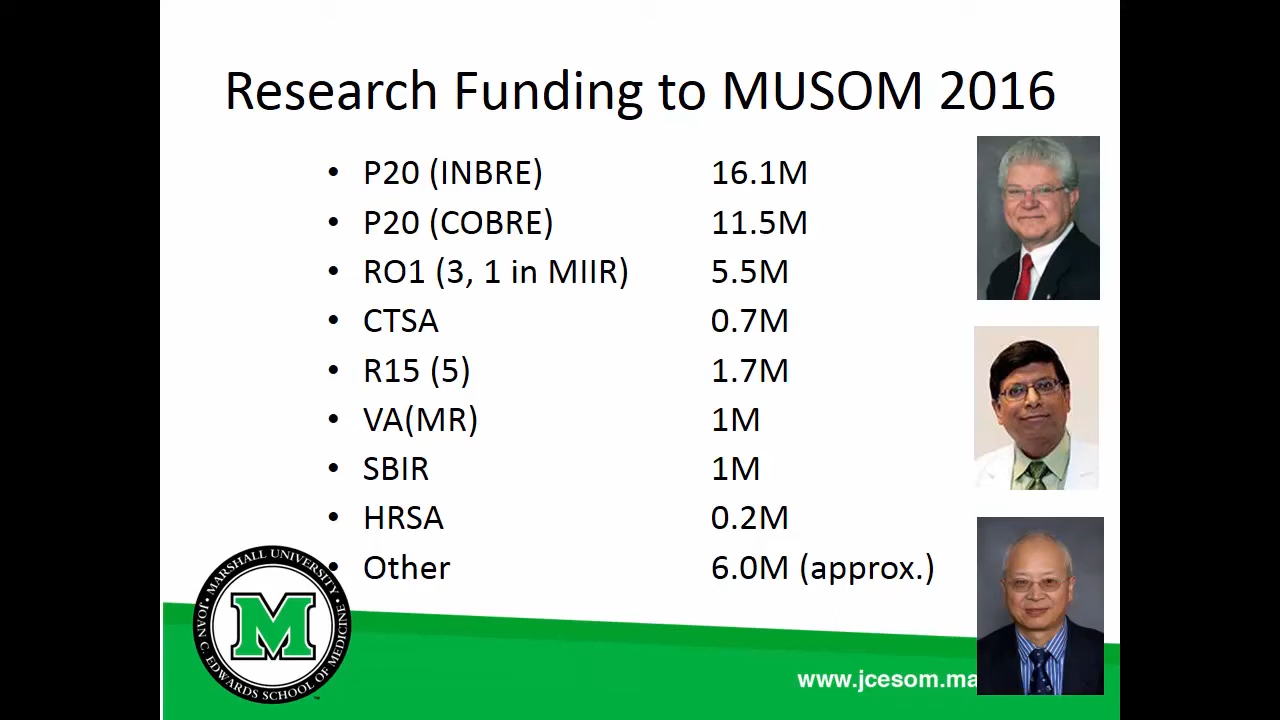 Research Funding to MUSOM 2016
• P20 (INBRE) 16.1M
• P20 (COBRE) 11.5M
• RO1 (3, 1 in MIIR) 5.5M
• CTSA 0.7M
• R15 (5) 1.7M
• VA(MR) 1M
• SBIR 1M
• HRSA 0.2M
• Other 6.0M (approx.)
MARSHALL UNIVERSITY
JOAN C. EDWARDS SCHOOL OF MEDICINE
M
™
www.jcesom.ma